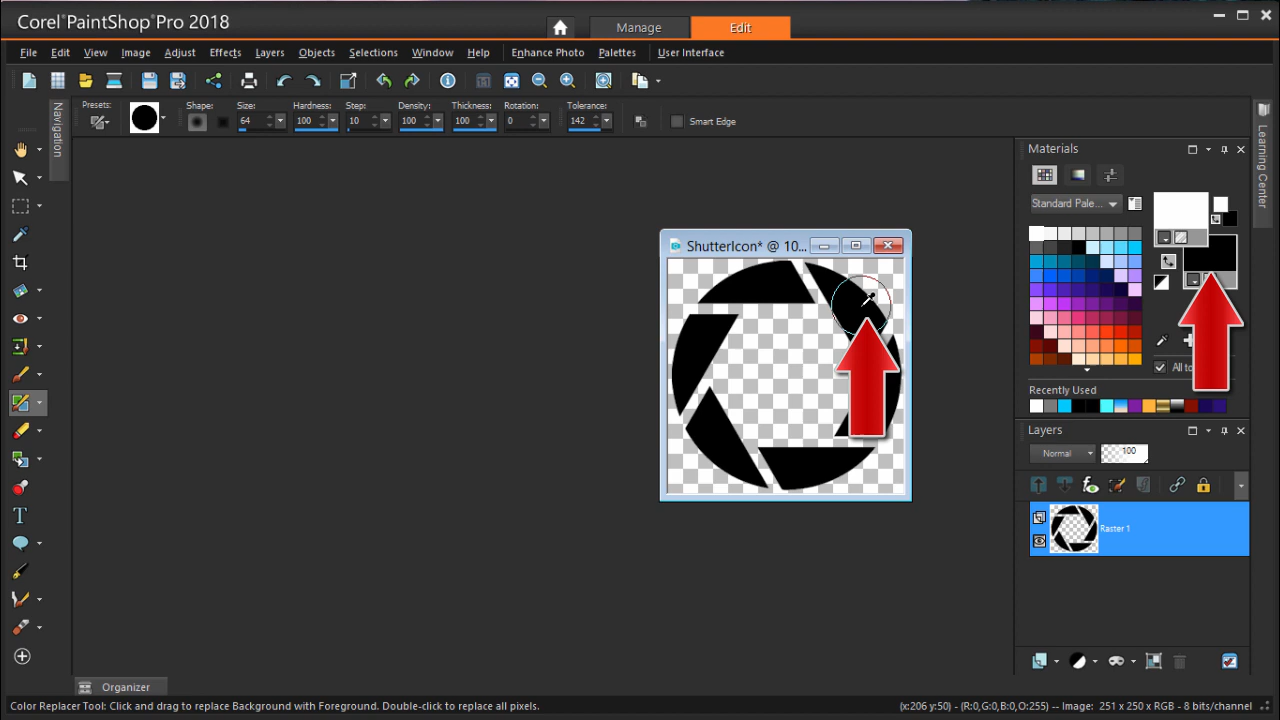 Corel PaintShop Pro 2018
Manage
Edit
File Edit View Image Adjust Effects Layers Objects Selections Window Help Enhance Photo Palettes User Interface
Presets: Shape: Size: Hardness: Step: Density: Thickness: Rotation: Tolerance:
64 100 10 100 100 0 142 Smart Edge
Navigation
Learning Center
Materials
Standard Pale...
ShutterIcon* @ 10...
All to
Recently Used
Layers
Normal 100
Raster 1
Organizer
Color Replacer Tool: Click and drag to replace Background with Foreground. Double-click to replace all pixels.
(x:206 y:50) - (R:0,G:0,B:0,O:255) -- Image: 251 x 250 x RGB - 8 bits/channel